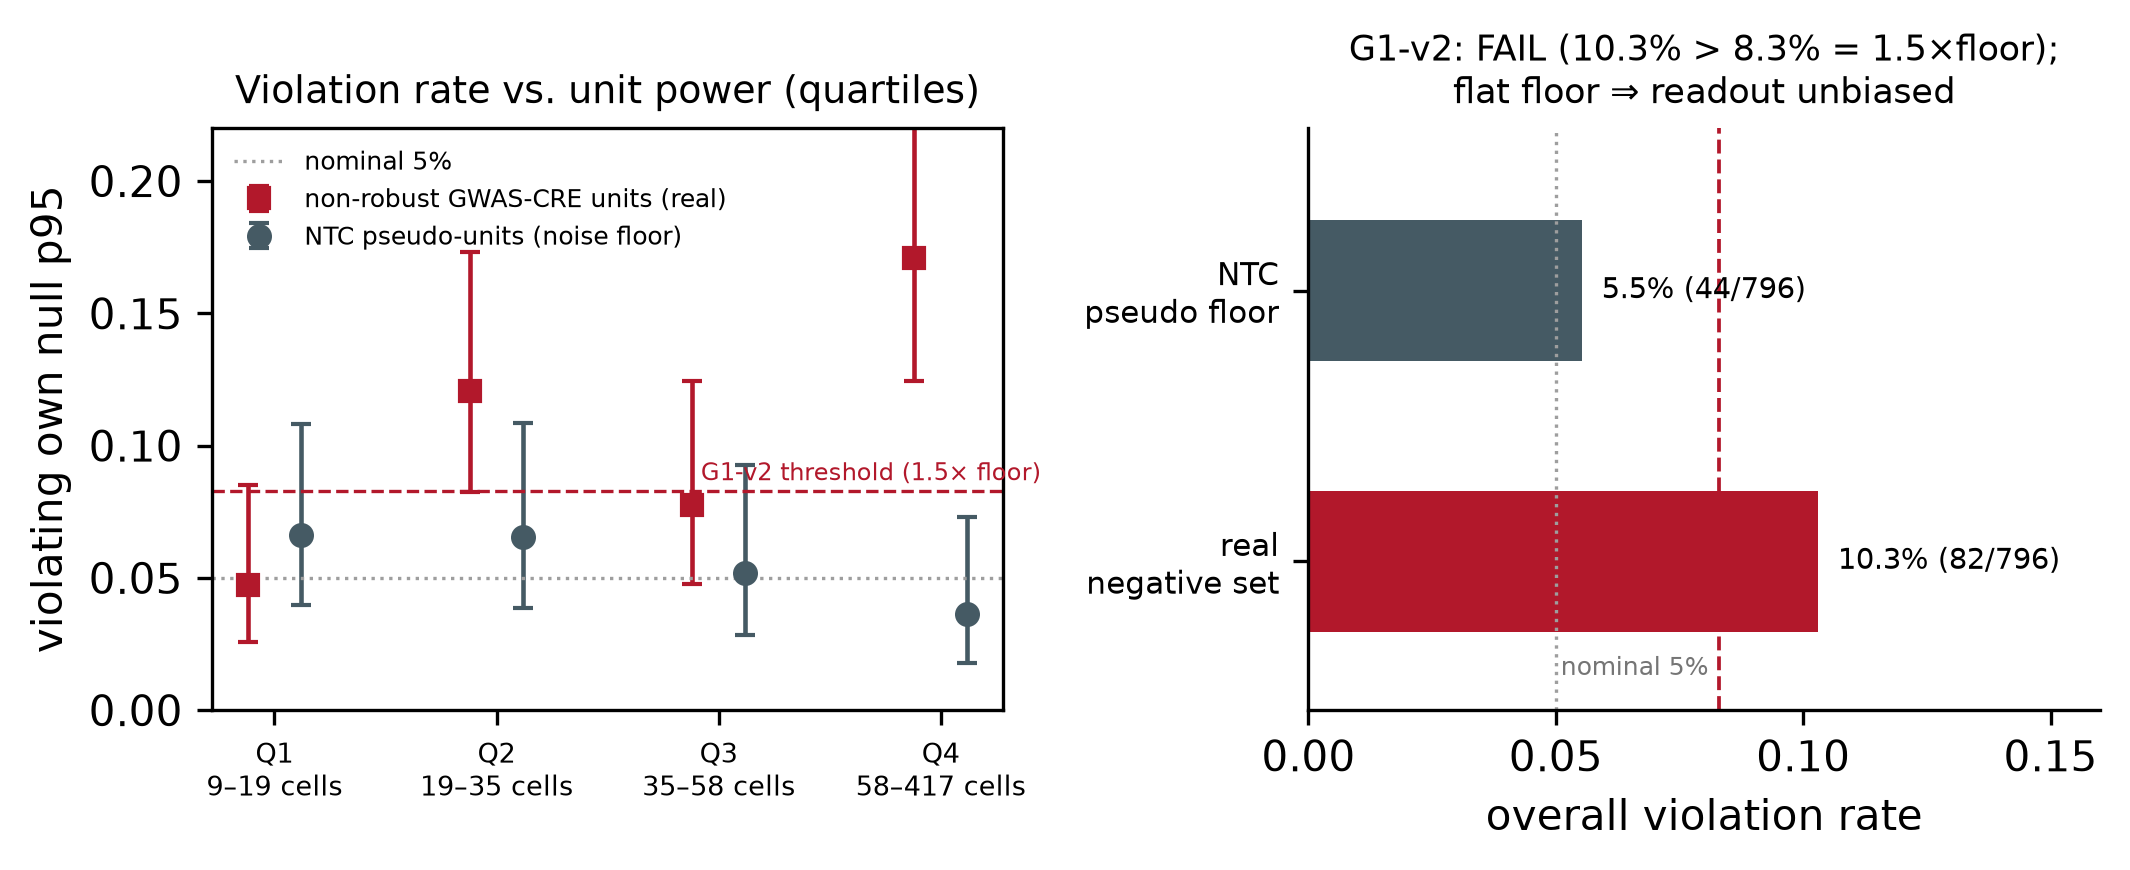 Violation rate vs. unit power (quartiles)
violating own null p95
0.20
0.15
0.10
0.05
0.00
nominal 5%
non-robust GWAS-CRE units (real)
NTC pseudo-units (noise floor)
G1-v2 threshold (1.5× floor)
Q1
9–19 cells
Q2
19–35 cells
Q3
35–58 cells
Q4
58–417 cells
G1-v2: FAIL (10.3% > 8.3% = 1.5×floor);
flat floor ⇒ readout unbiased
NTC
pseudo floor
5.5% (44/796)
real
negative set
10.3% (82/796)
nominal 5%
0.00
0.05
0.10
0.15
overall violation rate